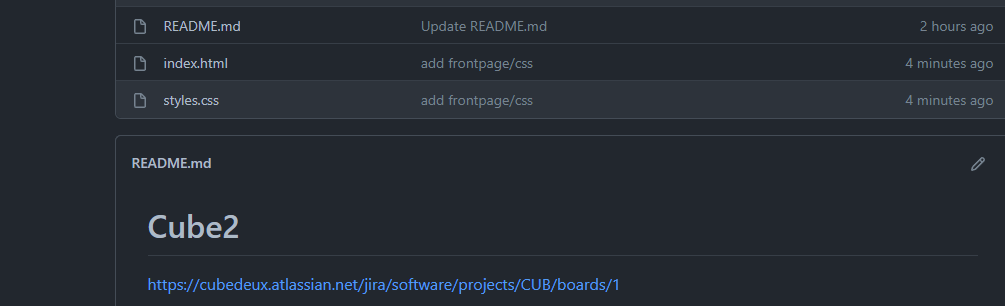 README.md Update README.md 2 hours ago
index.html add frontpage/css 4 minutes ago
styles.css add frontpage/css 4 minutes ago
README.md
Cube2
https://cubedeux.atlassian.net/jira/software/projects/CUB/boards/1